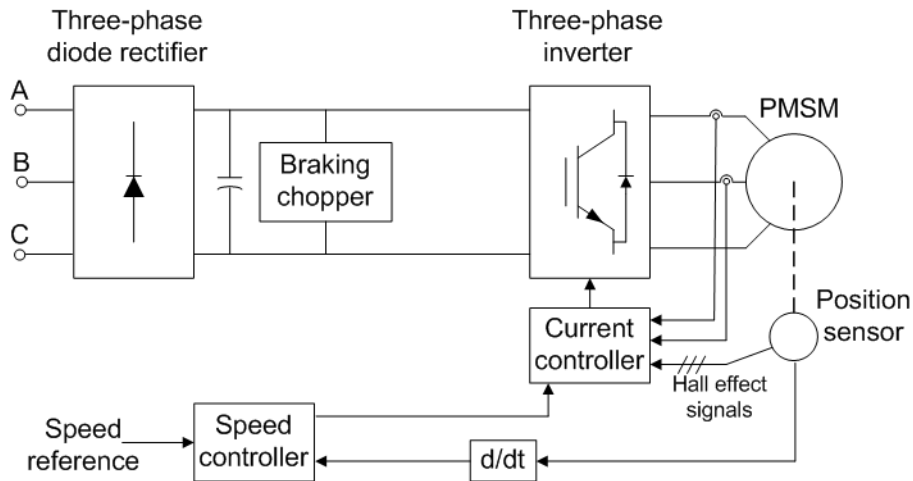 Three-phase
diode rectifier
Three-phase
inverter
A
B
C
Braking
chopper
PMSM
Position
sensor
Current
controller
Hall effect
signals
Speed
reference
Speed
controller
d/dt